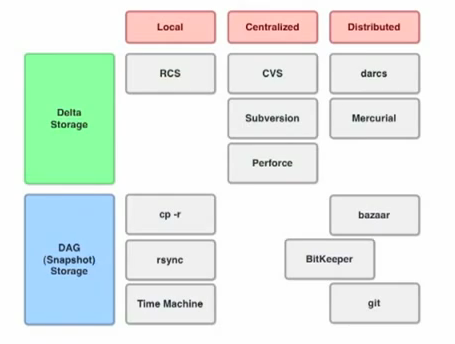 Local
Centralized
Distributed
Delta
Storage
RCS
CVS
darcs
Subversion
Mercurial
Perforce
DAG
(Snapshot)
Storage
cp -r
bazaar
rsync
BitKeeper
Time Machine
git